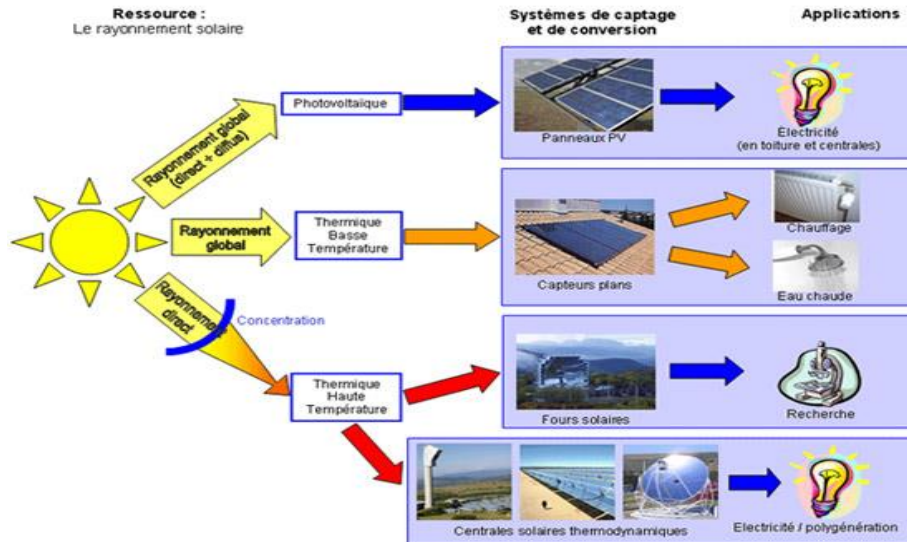 Ressource :
Le rayonnement solaire
Systèmes de captage
et de conversion
Applications
Rayonnement global
(direct + diffus)
Photovoltaïque
Panneaux PV
Électricité
(en toiture et centrales)
Rayonnement
global
Thermique
Basse
Température
Capteurs plans
Chauffage
Eau chaude
Rayonnement
direct
Concentration
Thermique
Haute
Température
Fours solaires
Recherche
Centrales solaires thermodynamiques
Electricité / polygénération